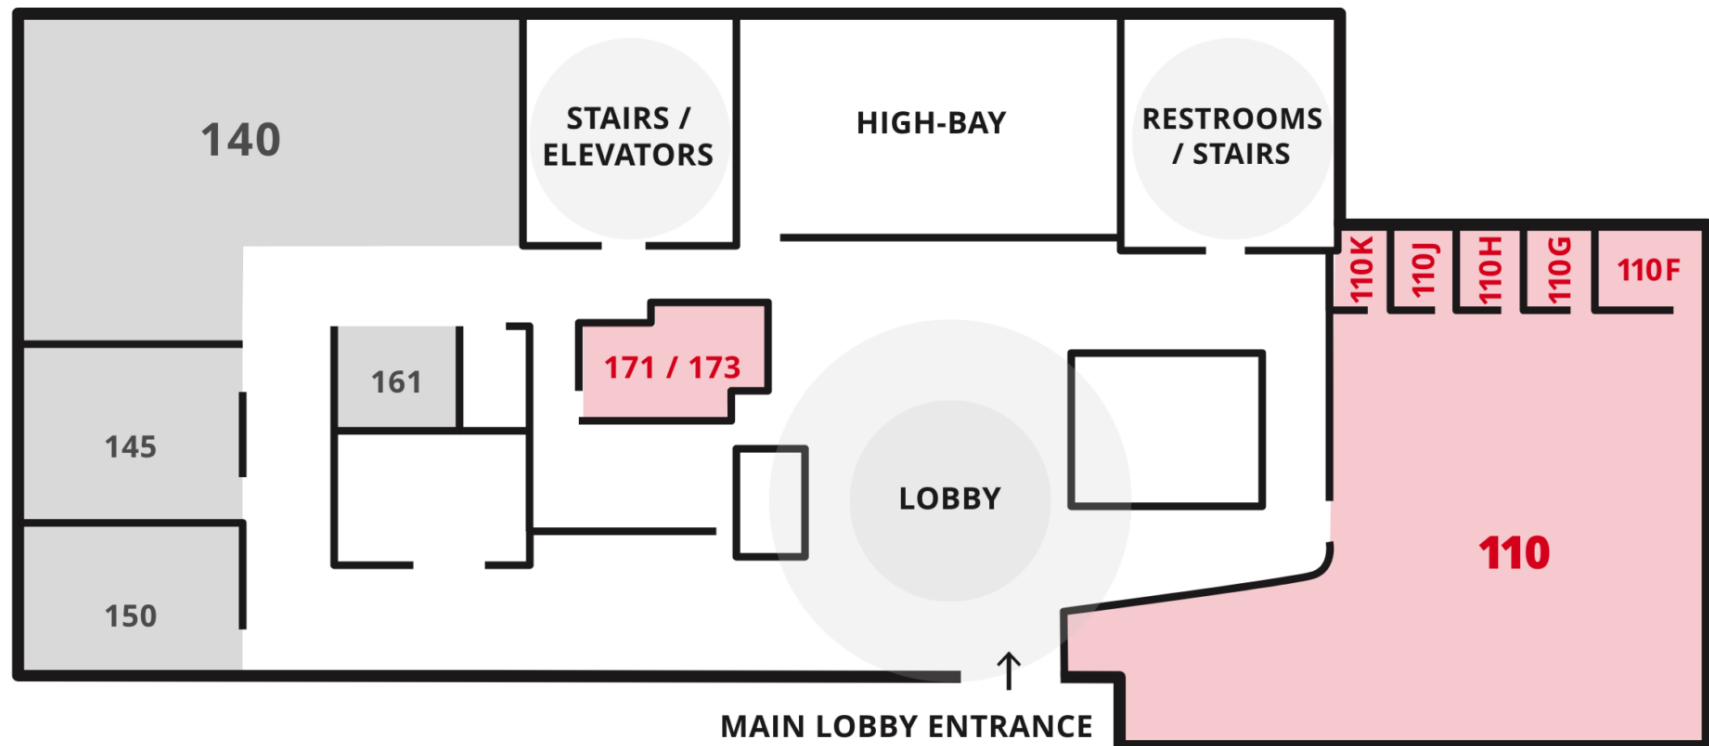 140
STAIRS /
ELEVATORS
HIGH-BAY
RESTROOMS
/ STAIRS
110K
110J
110H
110G
110F
171 / 173
161
145
LOBBY
110
150
MAIN LOBBY ENTRANCE